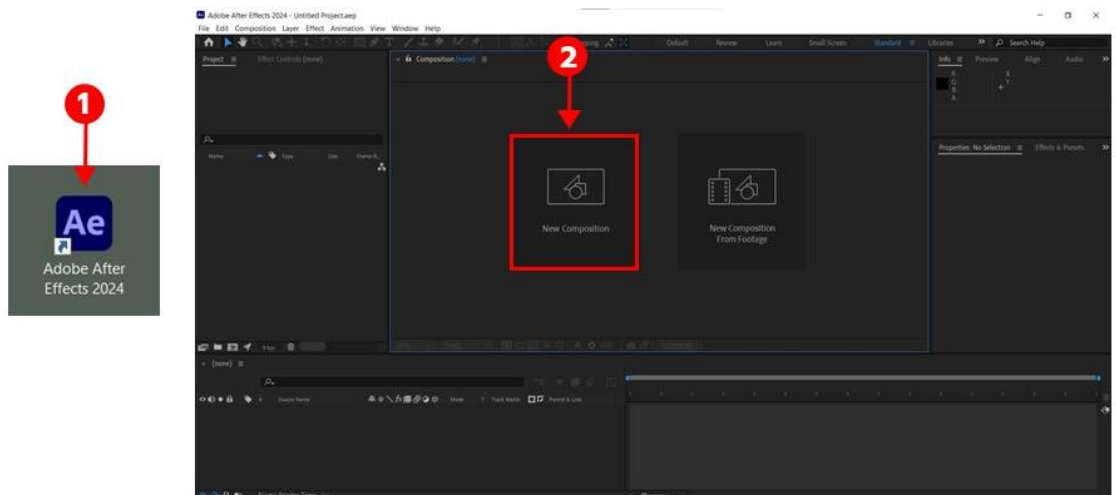 1
Ae
Adobe After
Effects 2024
Adobe After Effects 2024 - Untitled Project.aep
File Edit Composition Layer Effect Animation View Window Help
2
Default Review Learn Small Screen Standard Libraries Search Help
Project Effect Controls (none)
Composition (none)
Info Preview Align Audio
R
G
B
A
X
Y
Name Type Size Frame R...
Properties: No Selection Effects & Presets
New Composition
New Composition
From Footage
(none)
Source Name Mode T Track Matte Parent & Link